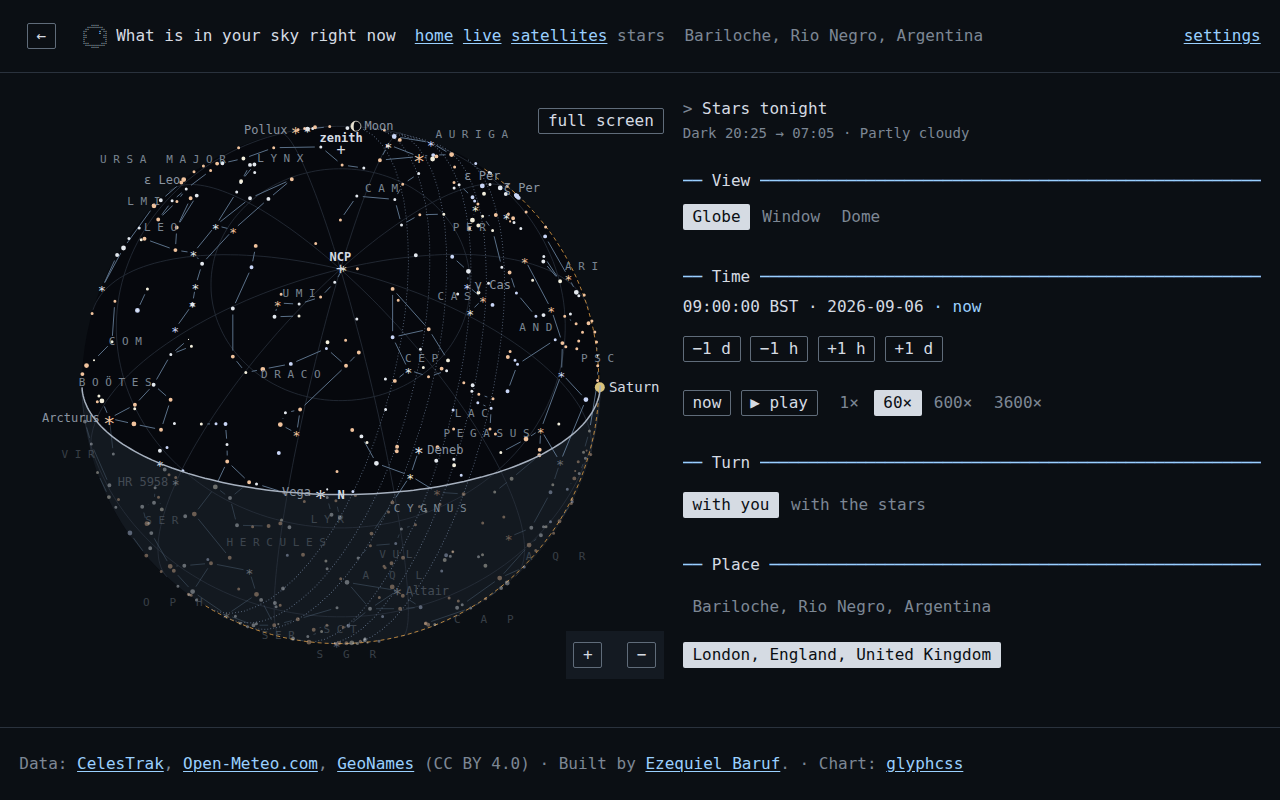 ←
What is in your sky right now home live satellites stars Bariloche, Rio Negro, Argentina settings
full screen
Pollux
Moon
zenith
AURIGA
URSA MAJOR
LYNX
ε Leo
CAM
ε Per
ξ Per
LMI
LEO
PER
NCP
ARI
UMI
γ Cas
CAS
AND
COM
CEP
PSC
DRACO
BOÖTES
Saturn
Arcturus
LAC
PEGASUS
VIR
Deneb
HR 5958
Vega
N
CYGNUS
SER
LYR
HERCULES
VUL
AQR
AQL
Altair
OPH
CAP
SER
SCT
SGR
+ −
> Stars tonight
Dark 20:25 → 07:05 · Partly cloudy
View
Globe Window Dome
Time
09:00:00 BST · 2026-09-06 · now
−1 d −1 h +1 h +1 d
now ▶ play 1× 60× 600× 3600×
Turn
with you with the stars
Place
Bariloche, Rio Negro, Argentina
London, England, United Kingdom
Data: CelesTrak, Open-Meteo.com, GeoNames (CC BY 4.0) · Built by Ezequiel Baruf. · Chart: glyphcss